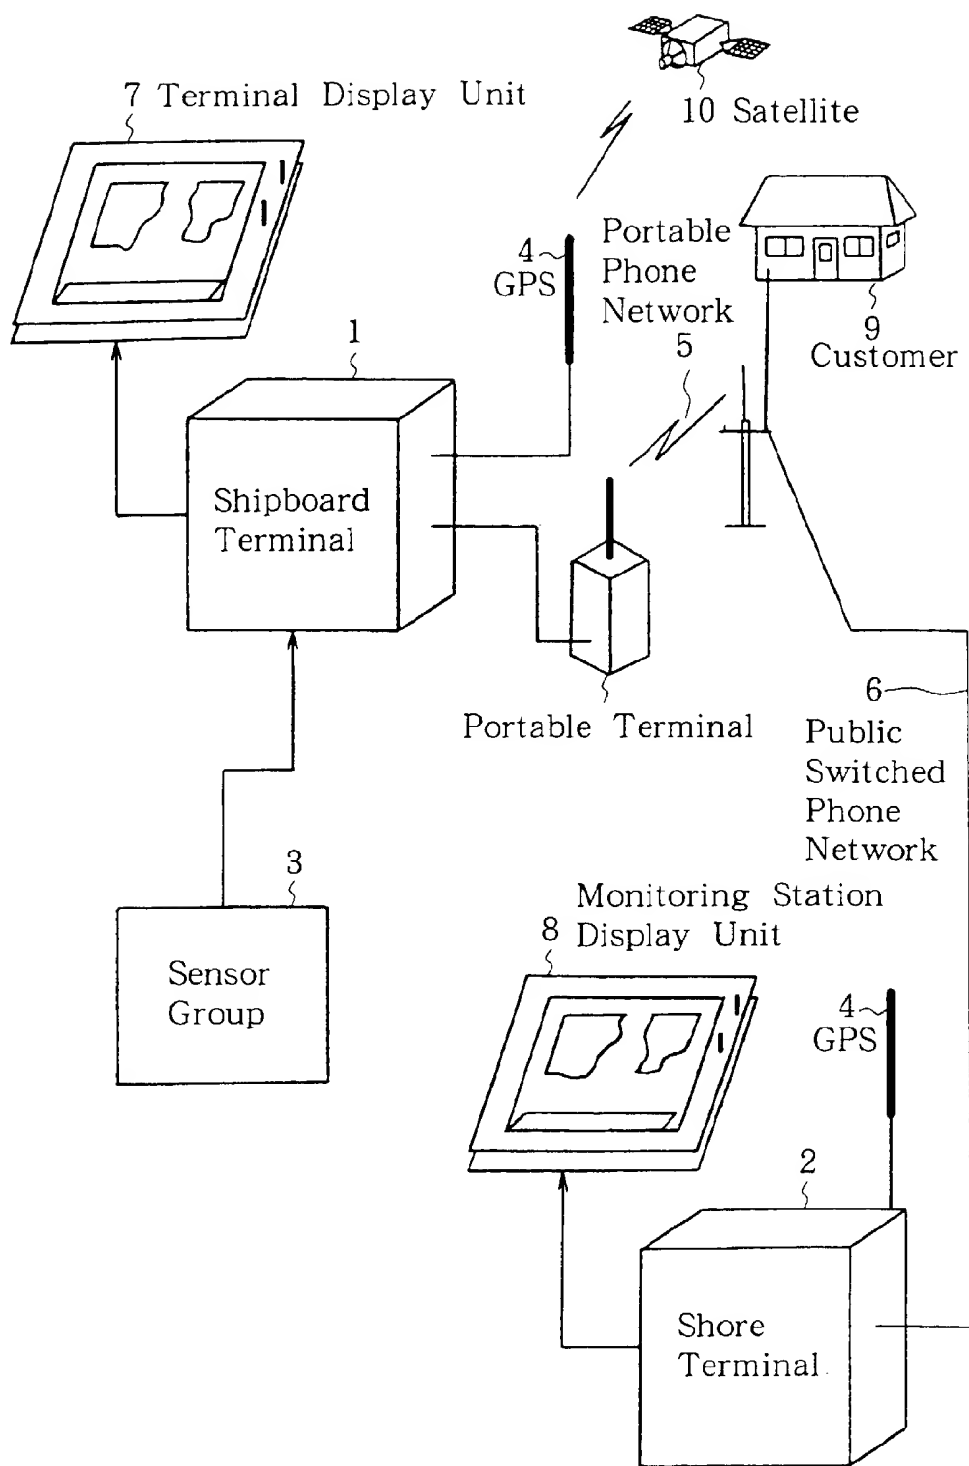 7 Terminal Display Unit
10 Satellite
4
GPS
Portable
Phone
Network
5
9
Customer
1
Shipboard
Terminal
Portable Terminal
6
Public
Switched
Phone
Network
3
Sensor
Group
Monitoring Station
Display Unit
8
4
GPS
2
Shore
Terminal